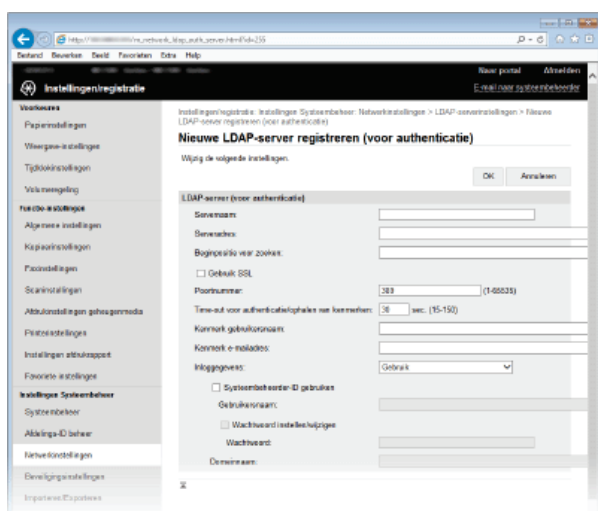 http://
/m_network_ldap_auth_server.html?id=235
Bestand Bewerken Beeld Favorieten Extra Help
Naar portal Afmelden
Instellingen/registratie
E-mail naar systeembeheerder
Voorkeuren
Papierinstellingen
Weergave-instellingen
Tijdklokinstellingen
Volumeregeling
Functie-instellingen
Algemene instellingen
Kopieerinstellingen
Faxinstellingen
Scaninstellingen
Afdrukinstellingen geheugenmedia
Printerinstellingen
Instellingen afdrukrapport
Favoriete instellingen
Instellingen Systeembeheer
Systeembeheer
Afdelings-ID beheer
Netwerkinstellingen
Beveiligingsinstellingen
Importeren/Exporteren
Instellingen/registratie: Instellingen Systeembeheer: Netwerkinstellingen > LDAP-serverinstellingen > Nieuwe
LDAP-server registreren (voor authenticatie)
Nieuwe LDAP-server registreren (voor authenticatie)
Wijzig de volgende instellingen.
OK Annuleren
LDAP-server (voor authenticatie)
Servernaam:
Serveradres:
Beginpositie voor zoeken:
Gebruik SSL
Poortnummer: 389 (1-65535)
Time-out voor authenticatie/ophalen van kenmerken: 30 sec. (15-150)
Kenmerk gebruikersnaam:
Kenmerk e-mailadres:
Inloggegevens: Gebruik
Systeembeheerder-ID gebruiken
Gebruikersnaam:
Wachtwoord instellen/wijzigen
Wachtwoord:
Domeinnaam: